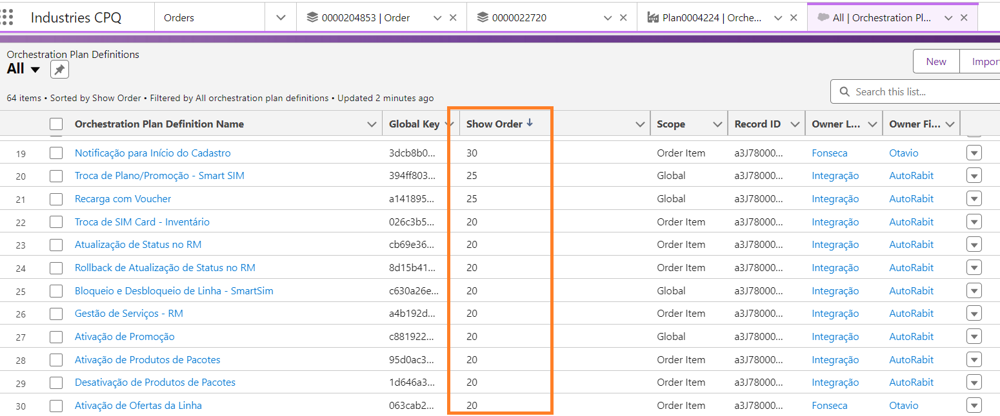 Industries CPQ Orders 0000204853 | Order 0000022720 Plan0004224 | Orche... All | Orchestration Pl...
Orchestration Plan Definitions
All
New Impor
64 items • Sorted by Show Order • Filtered by All orchestration plan definitions • Updated 2 minutes ago
Search this list...
Orchestration Plan Definition Name Global Key Show Order Scope Record ID Owner L... Owner Fi...
19 Notificação para Início do Cadastro 3dcb8b0... 30 Order Item a3J78000... Fonseca Otavio
20 Troca de Plano/Promoção - Smart SIM 394ff803... 25 Global a3J78000... Integração AutoRabit
21 Recarga com Voucher a141895... 25 Global a3J78000... Integração AutoRabit
22 Troca de SIM Card - Inventário 026c3b5... 20 Order Item a3J78000... Integração AutoRabit
23 Atualização de Status no RM cb69e36... 20 Order Item a3J78000... Integração AutoRabit
24 Rollback de Atualização de Status no RM 8d15b41... 20 Order Item a3J78000... Integração AutoRabit
25 Bloqueio e Desbloqueio de Linha - SmartSim c630a26e... 20 Global a3J78000... Integração AutoRabit
26 Gestão de Serviços - RM a4b192d... 20 Order Item a3J78000... Integração AutoRabit
27 Ativação de Promoção c881922... 20 Global a3J78000... Integração AutoRabit
28 Ativação de Produtos de Pacotes 95d0ac3... 20 Order Item a3J78000... Integração AutoRabit
29 Desativação de Produtos de Pacotes 1d646a3... 20 Order Item a3J78000... Integração AutoRabit
30 Ativação de Ofertas da Linha 063cab2... 20 Order Item a3J78000... Fonseca Otavio